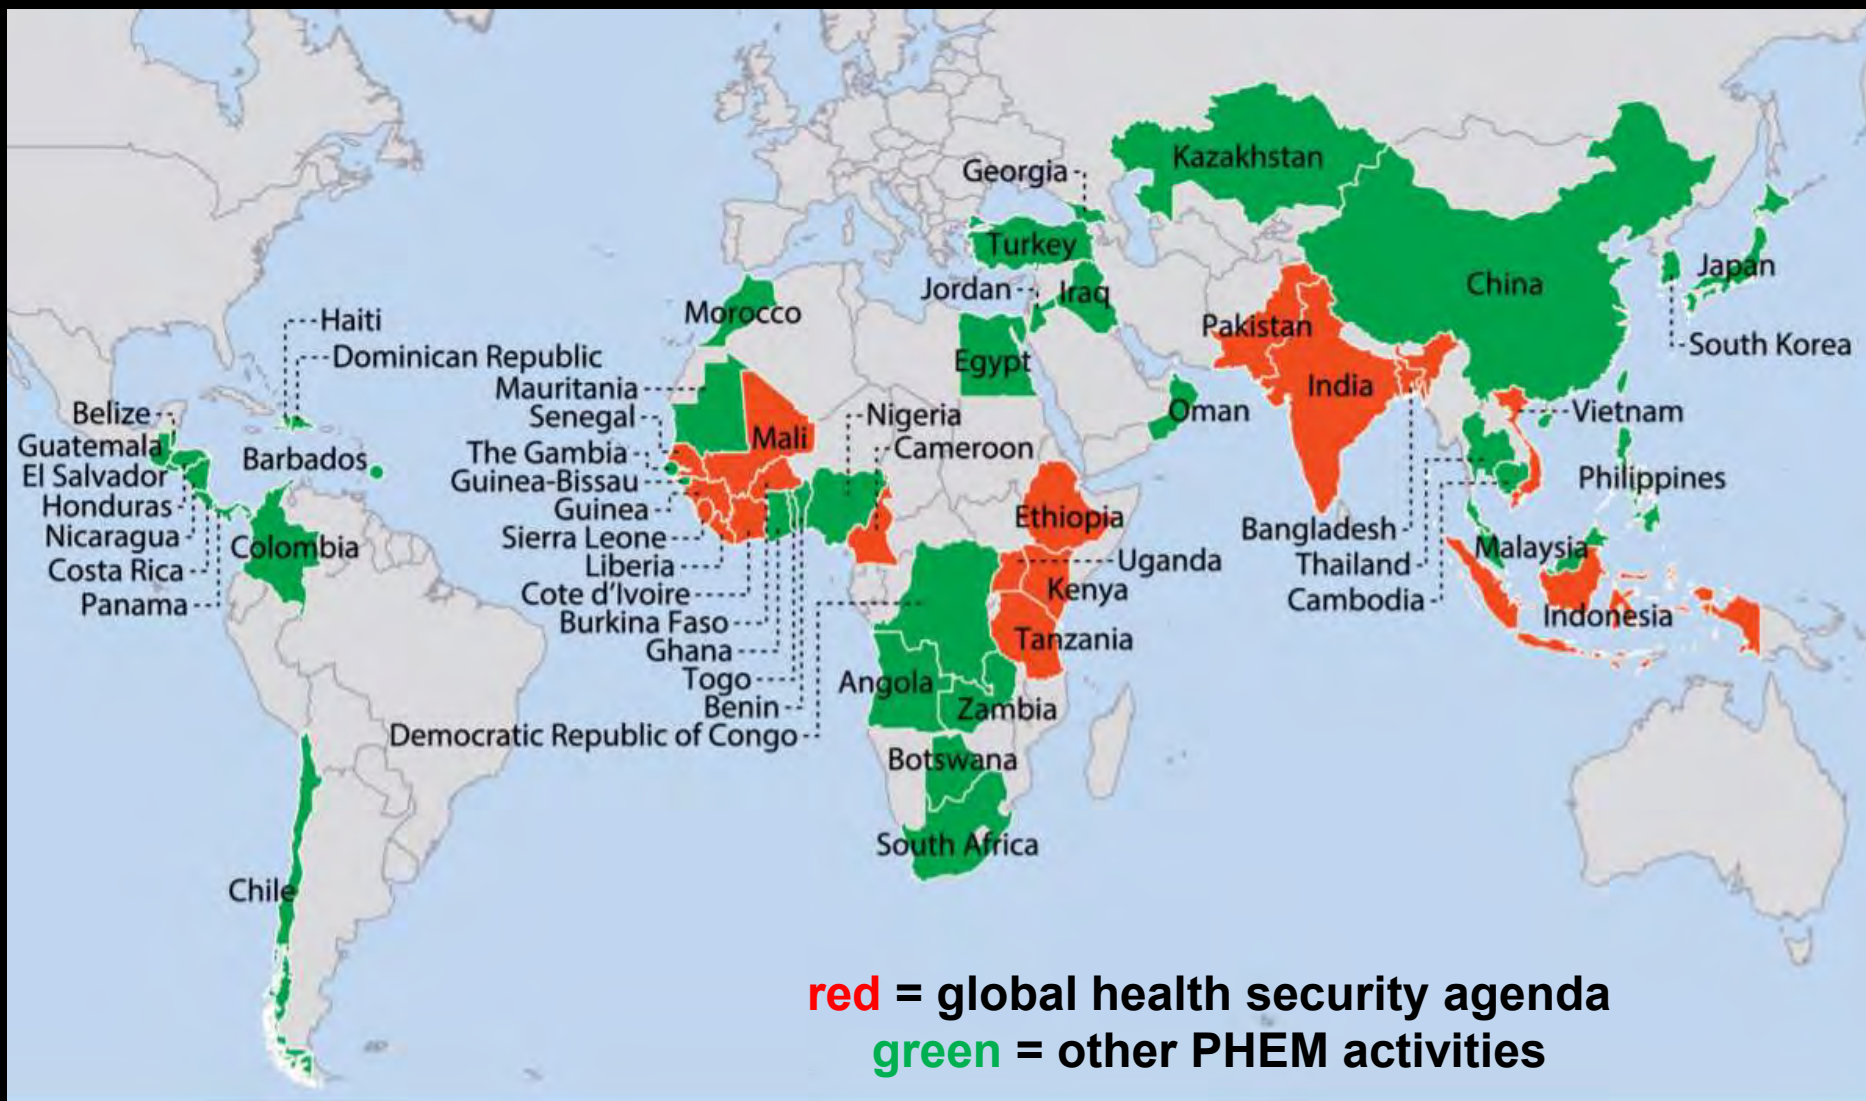 Kazakhstan
Georgia
Turkey
Jordan
Iraq
China
Japan
South Korea
Morocco
Egypt
Pakistan
India
Oman
Vietnam
Philippines
Haiti
Dominican Republic
Mauritania
Senegal
Mali
Nigeria
Cameroon
Belize
Guatemala
El Salvador
Honduras
Nicaragua
Costa Rica
Panama
Barbados
Colombia
The Gambia
Guinea-Bissau
Guinea
Sierra Leone
Liberia
Cote d'Ivoire
Burkina Faso
Ghana
Togo
Benin
Democratic Republic of Congo
Ethiopia
Uganda
Kenya
Tanzania
Angola
Zambia
Botswana
South Africa
Bangladesh
Thailand
Cambodia
Malaysia
Indonesia
Chile
red = global health security agenda
green = other PHEM activities